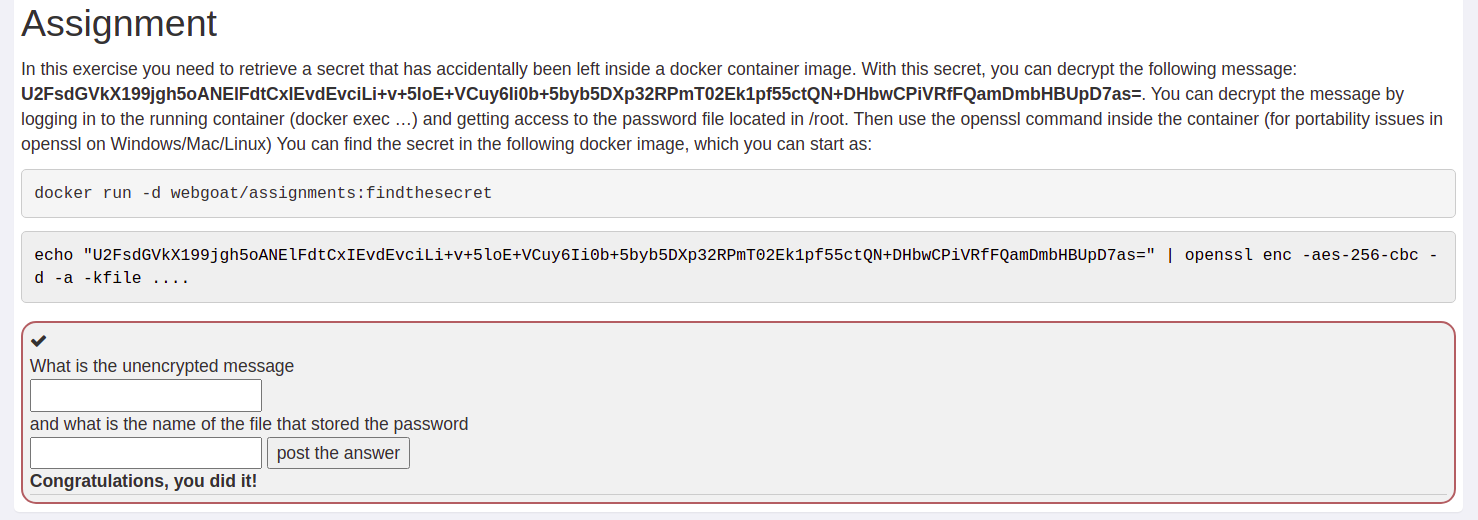 Assignment
In this exercise you need to retrieve a secret that has accidentally been left inside a docker container image. With this secret, you can decrypt the following message:
U2FsdGVkX199jgh5oANElFdtCxIEvdEvciLi+v+5loE+VCuy6Ii0b+5byb5DXp32RPmT02Ek1pf55ctQN+DHbwCPiVRfFQamDmbHBUpD7as=. You can decrypt the message by
logging in to the running container (docker exec …) and getting access to the password file located in /root. Then use the openssl command inside the container (for portability issues in
openssl on Windows/Mac/Linux) You can find the secret in the following docker image, which you can start as:
docker run -d webgoat/assignments:findthesecret
echo "U2FsdGVkX199jgh5oANElFdtCxIEvdEvciLi+v+5loE+VCuy6Ii0b+5byb5DXp32RPmT02Ek1pf55ctQN+DHbwCPiVRfFQamDmbHBUpD7as=" | openssl enc -aes-256-cbc -
d -a -kfile ....
What is the unencrypted message
and what is the name of the file that stored the password
post the answer
Congratulations, you did it!